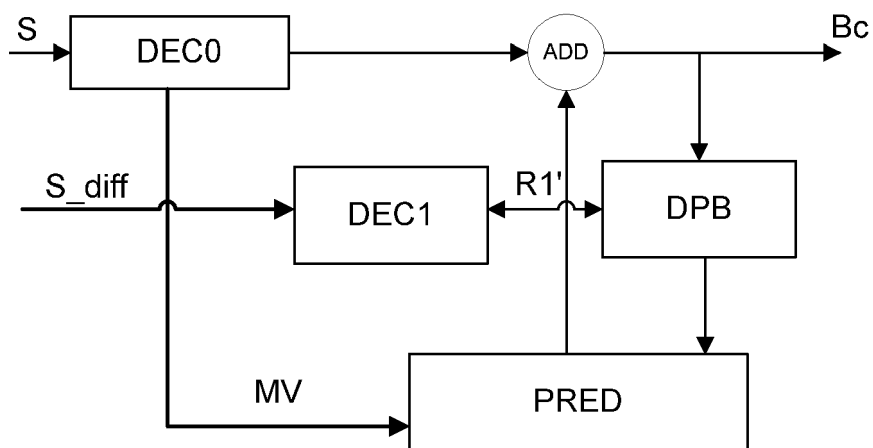 S
DEC0
ADD
Bc
S_diff
DEC1
R1'
DPB
MV
PRED